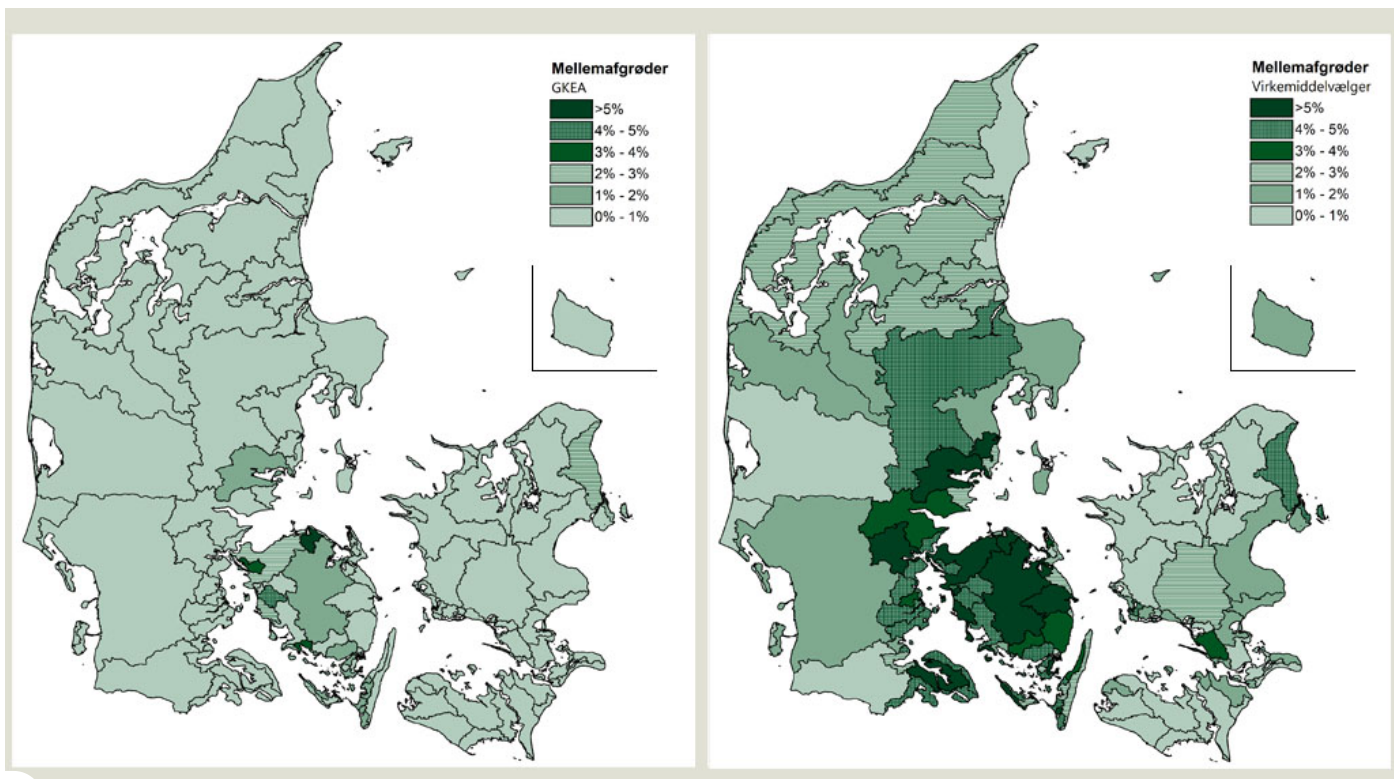 Mellemafgrøder
GKEA
>5%
4% - 5%
3% - 4%
2% - 3%
1% - 2%
0% - 1%
Mellemafgrøder
Virkemiddelvælger
>5%
4% - 5%
3% - 4%
2% - 3%
1% - 2%
0% - 1%